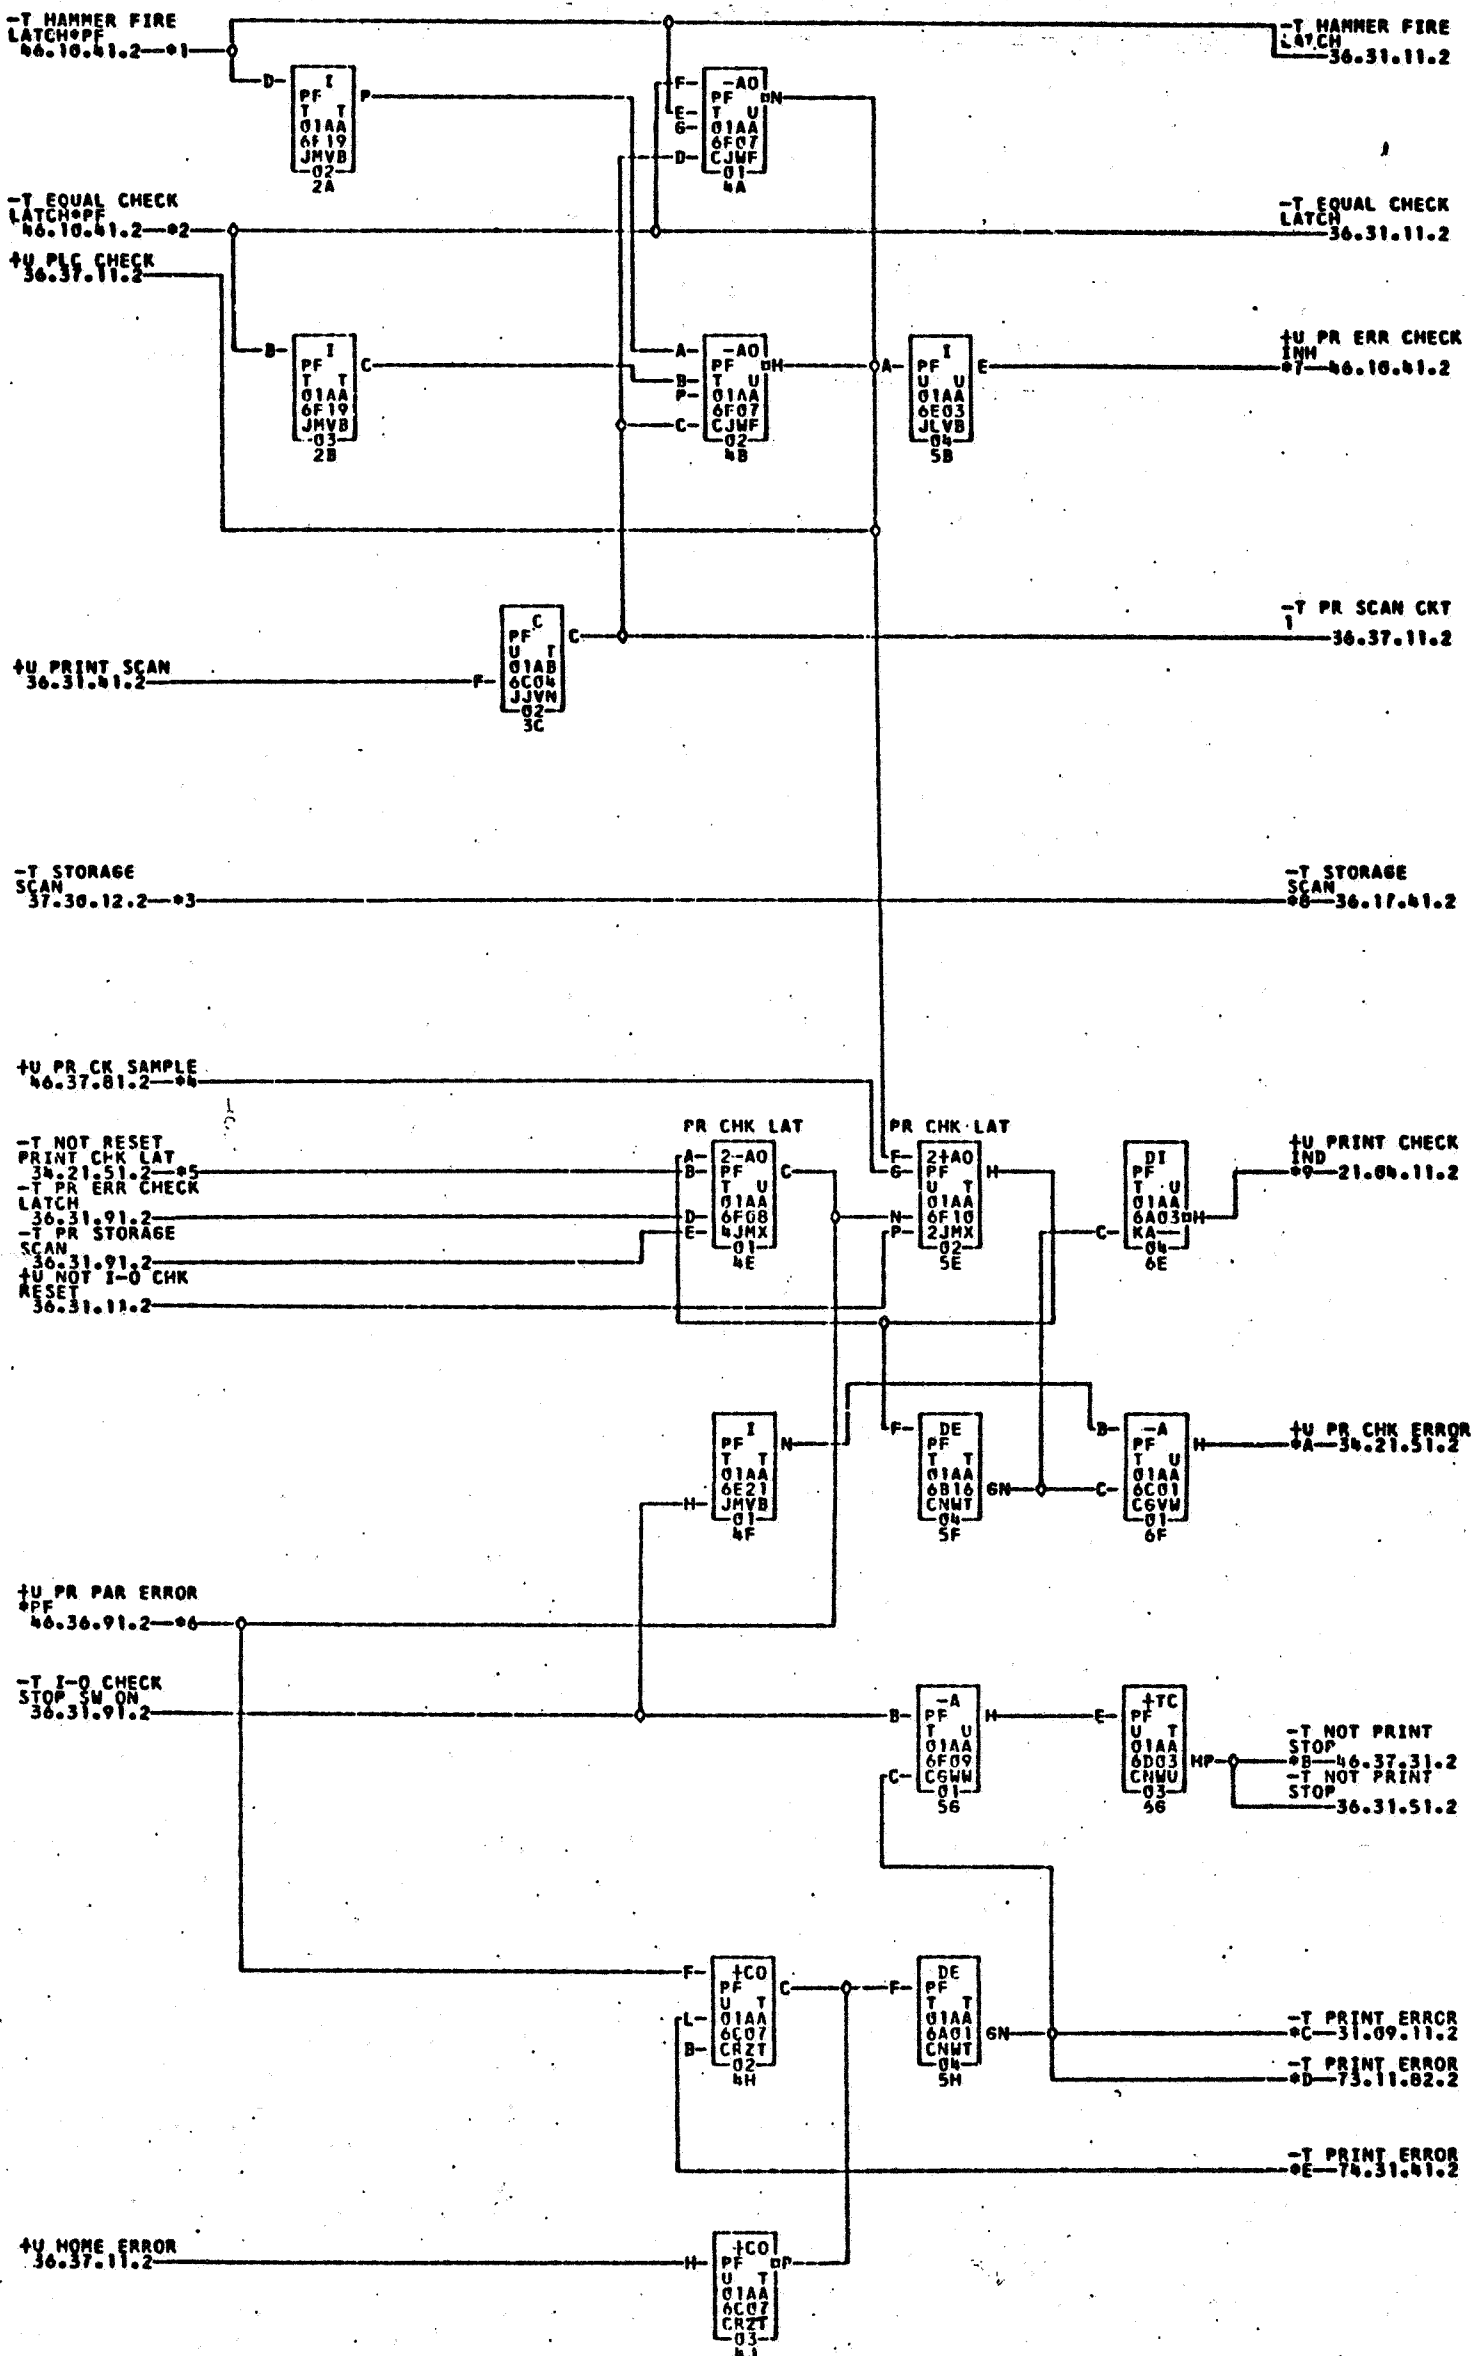 -T HAMMER FIRE
LATCH*PF
46.10.41.2—*1
-T HAMMER FIRE
LATCH
36.31.11.2
D
I
PF
P
T T
01AA
6F19
JMVB
02
2A
F
E
G
D
-AO
PF
N
T U
01AA
6F07
CJWF
01
4A
-T EQUAL CHECK
LATCH*PF
46.10.41.2—*2
-T EQUAL CHECK
LATCH
36.31.11.2
+U PLC CHECK
36.37.11.2
B
I
PF
C
T T
01AA
6F19
JMVB
03
2B
A
B
P
C
-AO
PF
H
T U
01AA
6F07
CJWF
02
4B
A
I
PF
E
U U
01AA
6E03
JLVB
04
5B
+U PR ERR CHECK
INH
*7—46.10.41.2
C
PF
C
U T
01AB
6C04
JJVN
02
3C
F
-T PR SCAN CKT
1
36.37.11.2
+U PRINT SCAN
36.31.41.2
-T STORAGE
SCAN
37.30.12.2—*3
-T STORAGE
SCAN
*8—36.17.41.2
+U PR CK SAMPLE
46.37.81.2—*4
-T NOT RESET
PRINT CHK LAT
34.21.51.2—*5
-T PR ERR CHECK
LATCH
36.31.91.2
-T PR STORAGE
SCAN
36.31.91.2
+U NOT I-O CHK
RESET
36.31.11.2
PR CHK LAT
A
B
D
E
2-AO
PF
C
T U
01AA
6F08
4JMX
01
4E
PR CHK LAT
F
G
N
P
2+AO
PF
H
U T
01AA
6F10
2JMX
02
5E
C
DI
PF
T U
01AA
6A03
H
KA
04
6E
+U PRINT CHECK
IND
*9—21.04.11.2
H
I
PF
N
T T
01AA
6E21
JMVB
01
4F
F
DE
PF
T T
01AA
6B16
GN
CNWT
04
5F
B
C
-A
PF
H
T U
01AA
6C01
CGVW
01
6F
+U PR CHK ERROR
*A—34.21.51.2
+U PR PAR ERROR
*PF
46.36.91.2—*6
-T I-O CHECK
STOP SW ON
36.31.91.2
B
C
-A
PF
H
T U
01AA
6F09
CGWW
01
5G
E
+TC
PF
U T
01AA
6D03
HP
CNWU
03
5G
-T NOT PRINT
STOP
*B—46.37.31.2
-T NOT PRINT
STOP
36.31.51.2
F
L
B
+CO
PF
C
U T
01AA
6C07
CRZT
02
4H
F
DE
PF
T T
01AA
6A01
GN
CNWT
04
5H
-T PRINT ERROR
*C—31.09.11.2
-T PRINT ERROR
*D—73.11.82.2
-T PRINT ERROR
*E—74.31.41.2
+U HOME ERROR
36.37.11.2
H
+CO
PF
P
U T
01AA
6C07
CRZT
03